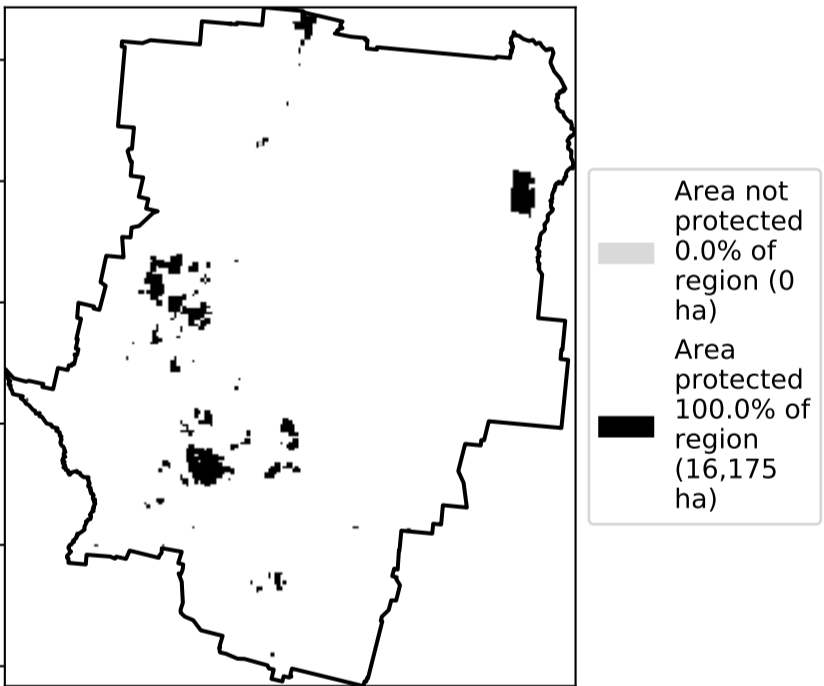 Area not
protected
0.0% of
region (0
ha)
Area
protected
100.0% of
region
(16,175
ha)